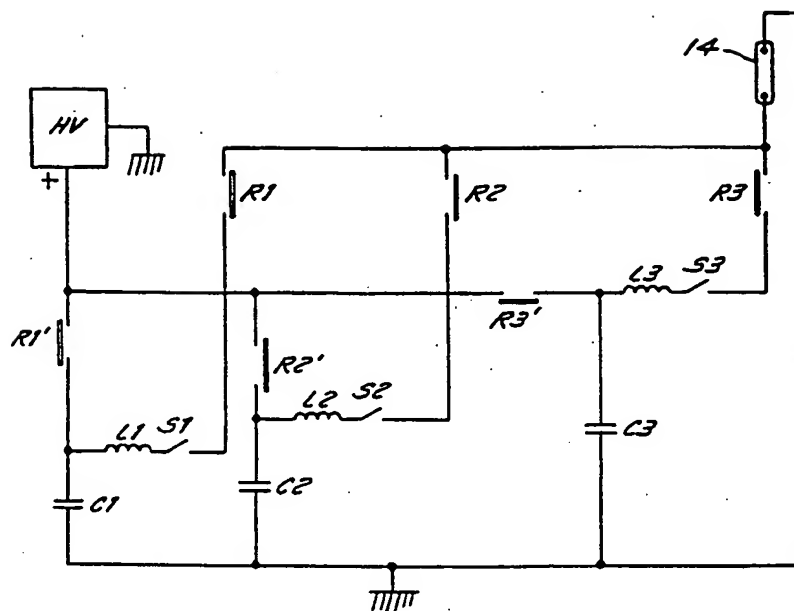 14
HV
+
R1
R2
R3
L3 S3
R3'
R1'
R2'
L2 S2
L1 S1
C3
C1
C2